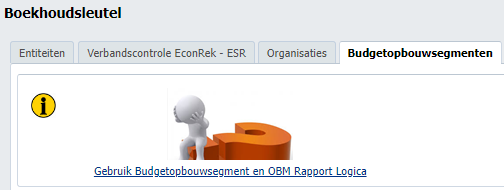 Boekhoudsleutel
Entiteiten Verbandscontrole EconRek - ESR Organisaties Budgetopbouwsegmenten
Gebruik Budgetopbouwsegment en OBM Rapport Logica